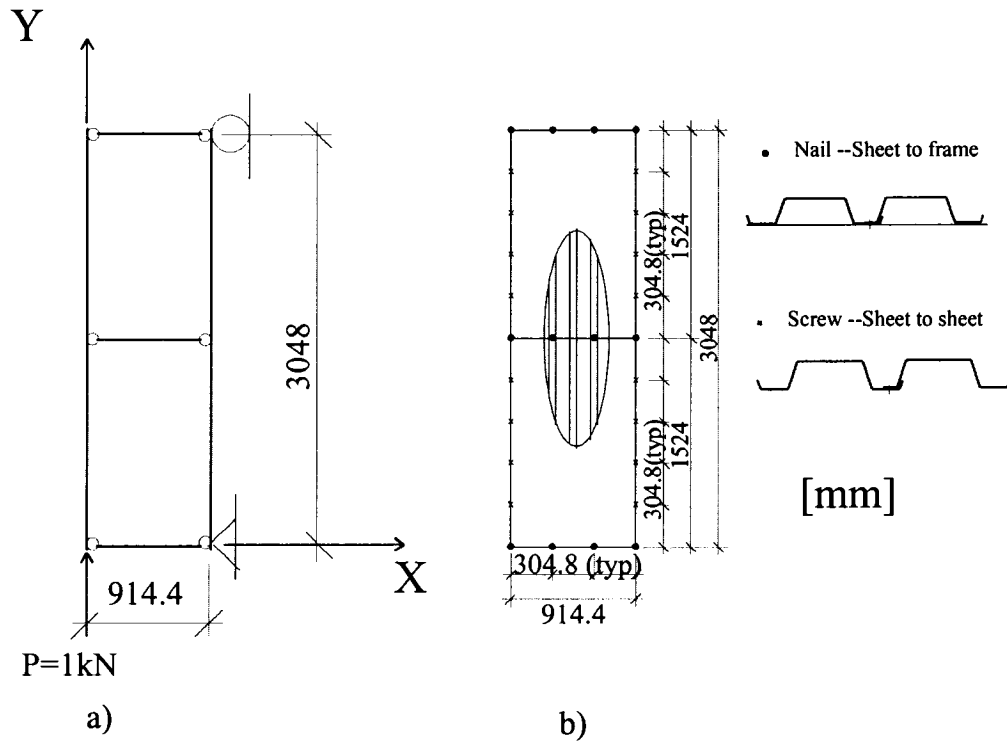 Y
3048
914.4
X
P=1kN
a)
304.8(typ)
1524
3048
304.8(typ)
1524
304.8 (typ)
914.4
b)
Nail --Sheet to frame
Screw --Sheet to sheet
[mm]